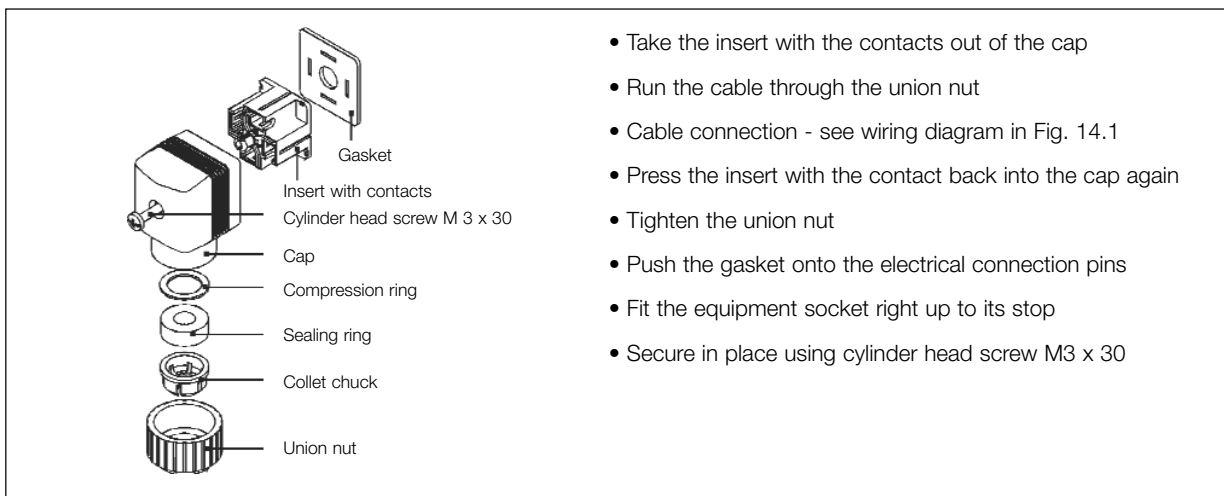 Gasket
Insert with contacts
Cylinder head screw M 3 x 30
Cap
Compression ring
Sealing ring
Collet chuck
Union nut
• Take the insert with the contacts out of the cap
• Run the cable through the union nut
• Cable connection - see wiring diagram in Fig. 14.1
• Press the insert with the contact back into the cap again
• Tighten the union nut
• Push the gasket onto the electrical connection pins
• Fit the equipment socket right up to its stop
• Secure in place using cylinder head screw M3 x 30